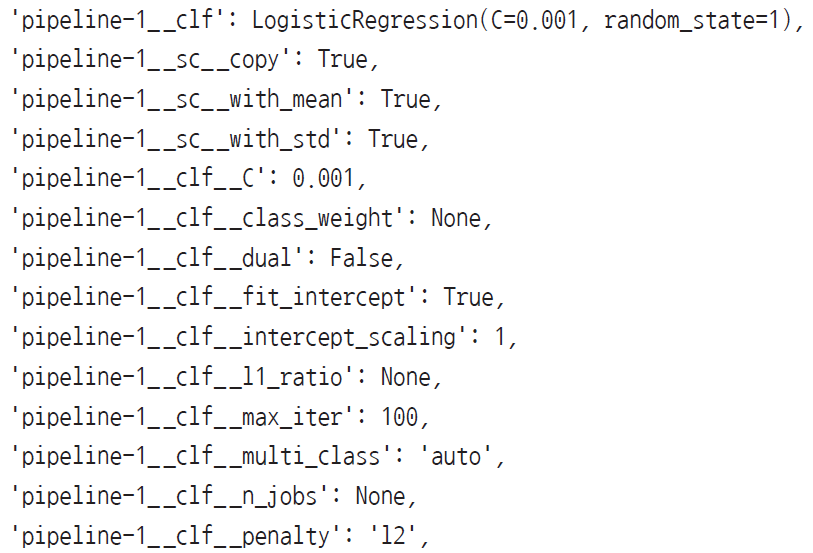 'pipeline-1__clf': LogisticRegression(C=0.001, random_state=1),
'pipeline-1__sc__copy': True,
'pipeline-1__sc__with_mean': True,
'pipeline-1__sc__with_std': True,
'pipeline-1__clf__C': 0.001,
'pipeline-1__clf__class_weight': None,
'pipeline-1__clf__dual': False,
'pipeline-1__clf__fit_intercept': True,
'pipeline-1__clf__intercept_scaling': 1,
'pipeline-1__clf__l1_ratio': None,
'pipeline-1__clf__max_iter': 100,
'pipeline-1__clf__multi_class': 'auto',
'pipeline-1__clf__n_jobs': None,
'pipeline-1__clf__penalty': 'l2',